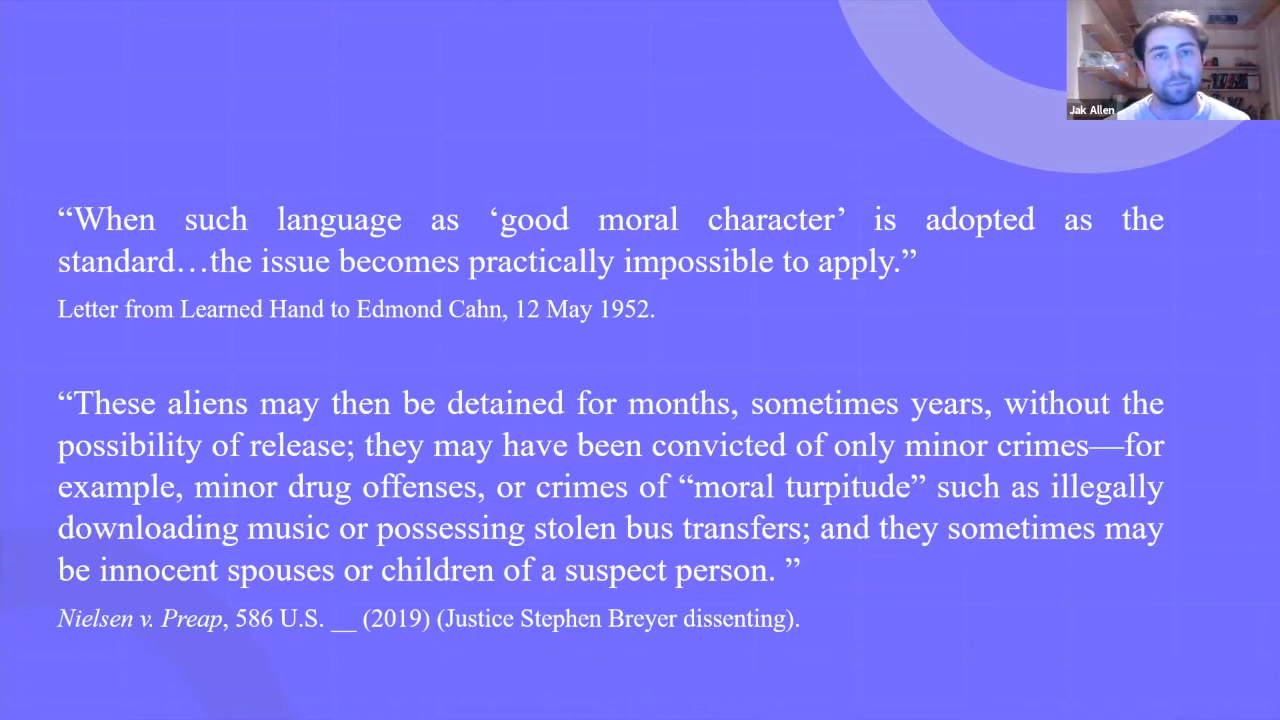 Jak Allen
“When such language as ‘good moral character’ is adopted as the
standard…the issue becomes practically impossible to apply.”
Letter from Learned Hand to Edmond Cahn, 12 May 1952.
“These aliens may then be detained for months, sometimes years, without the
possibility of release; they may have been convicted of only minor crimes—for
example, minor drug offenses, or crimes of “moral turpitude” such as illegally
downloading music or possessing stolen bus transfers; and they sometimes may
be innocent spouses or children of a suspect person. ”
Nielsen v. Preap, 586 U.S. __ (2019) (Justice Stephen Breyer dissenting).